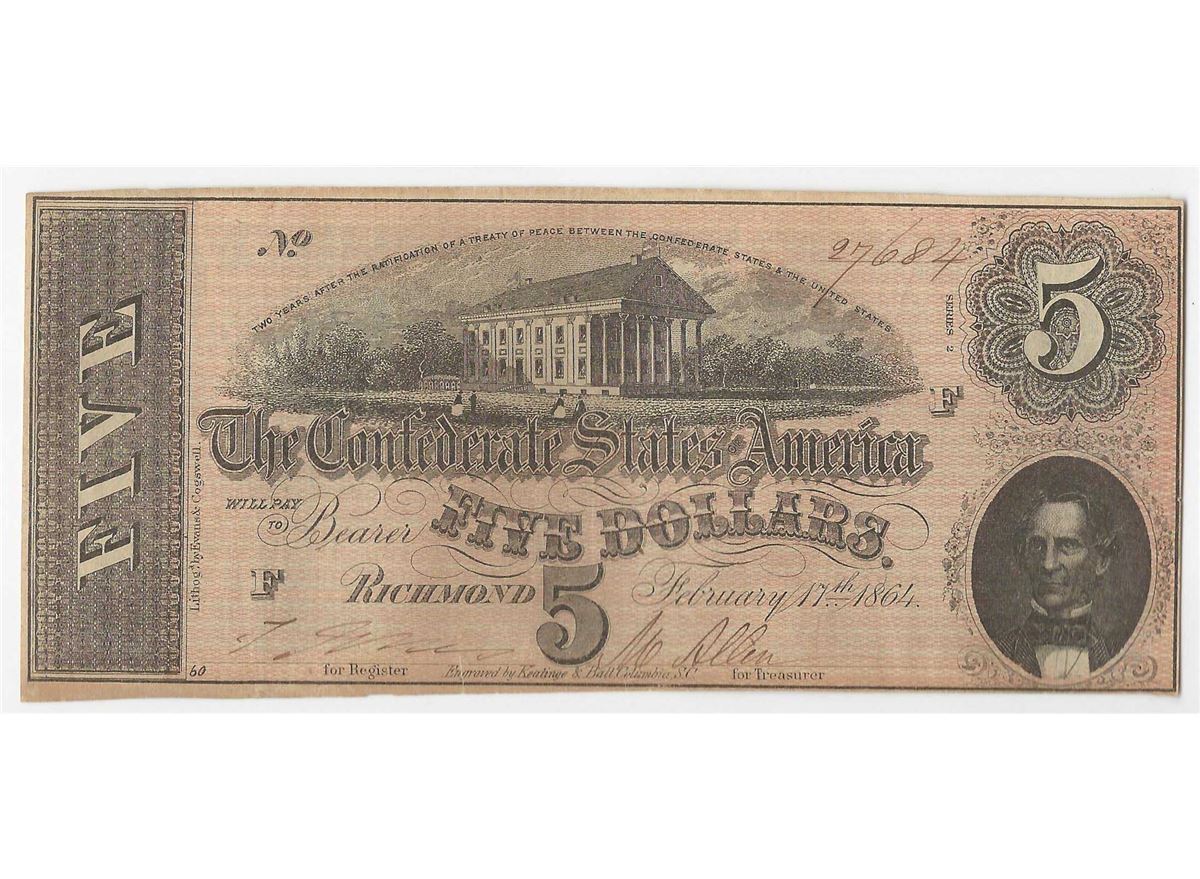 No
27684
TWO YEARS AFTER THE RATIFICATION OF A TREATY OF PEACE BETWEEN THE CONFEDERATE STATES & THE UNITED STATES
SERIES 2
5
FIVE
F
The Confederate States America
WILL PAY TO Bearer FIVE DOLLARS.
F
RICHMOND 5 February 17th 1864.
Lithog'd by Evans & Cogswell
M Allen
60
for Register
Engraved by Keatinge & Ball Columbia, S.C.
for Treasurer